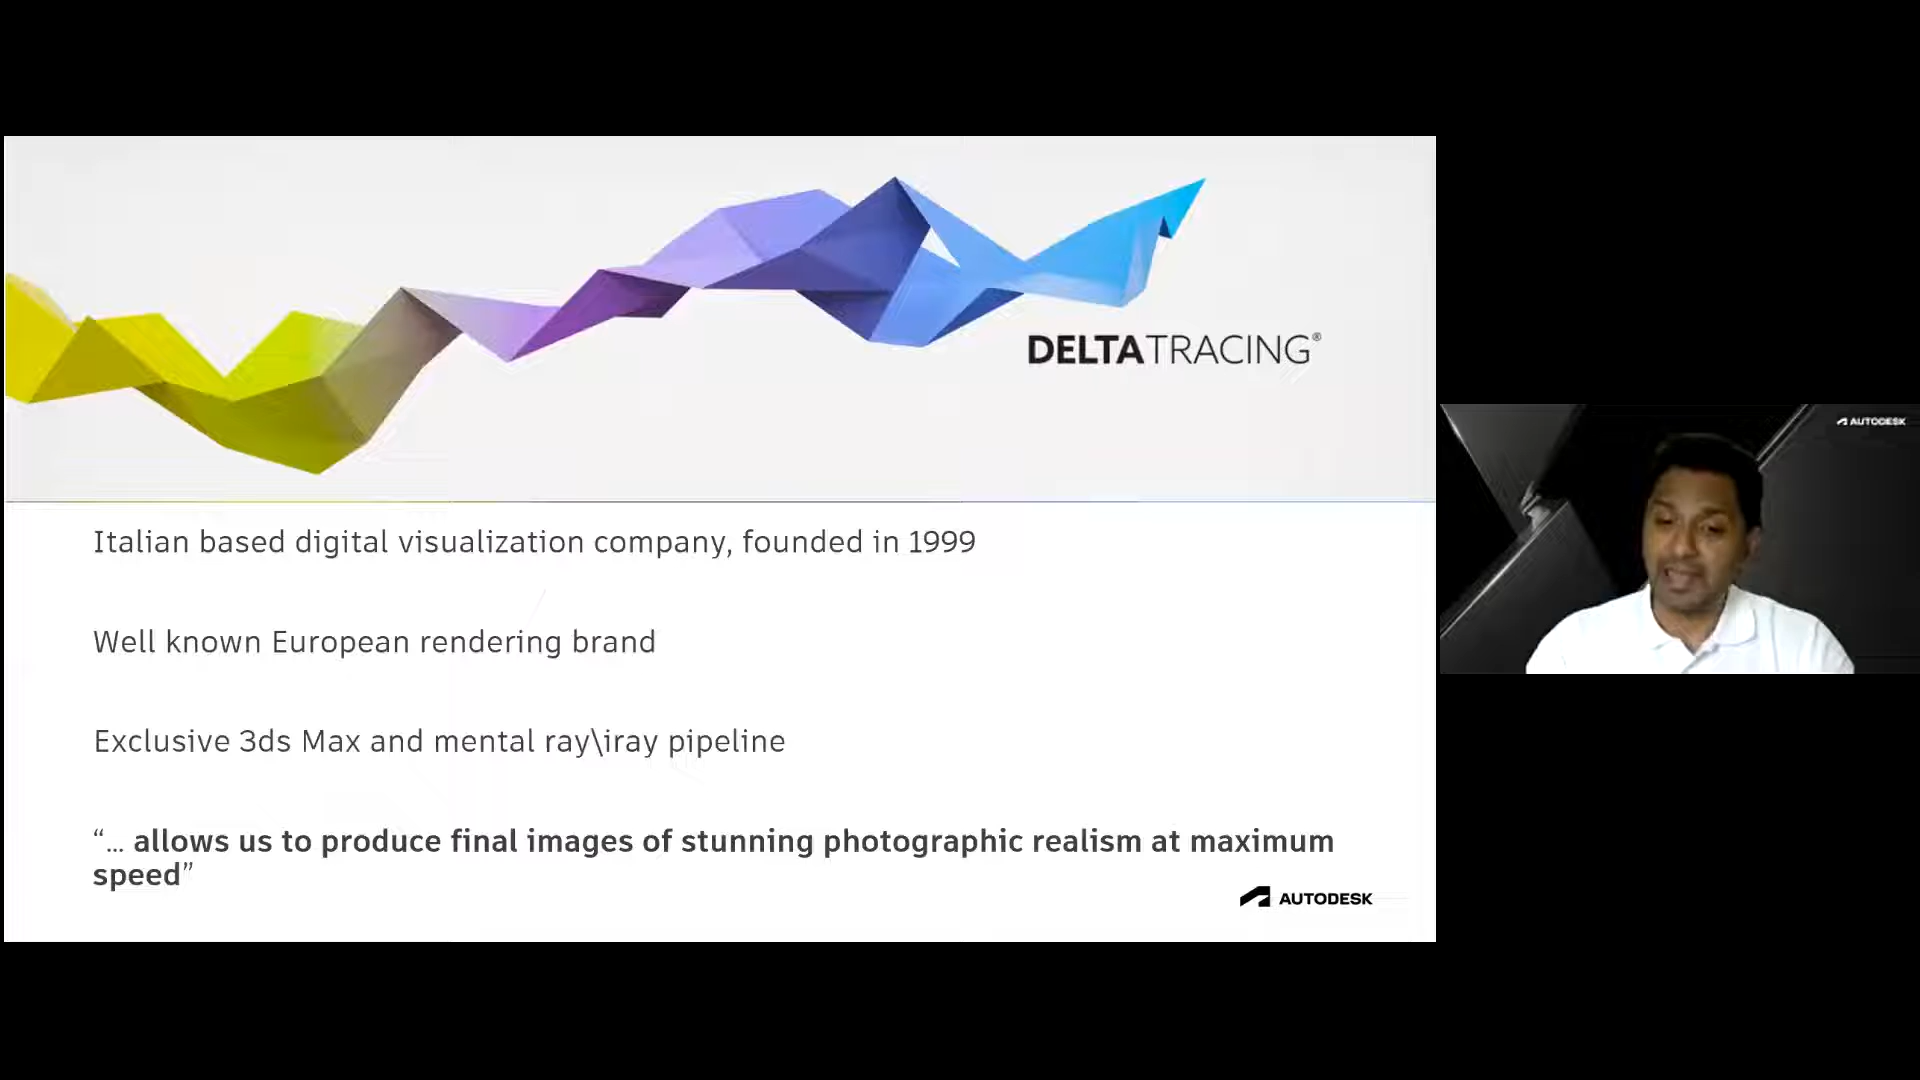 DELTATRACING®
Italian based digital visualization company, founded in 1999
Well known European rendering brand
Exclusive 3ds Max and mental ray\iray pipeline
“... allows us to produce final images of stunning photographic realism at maximum
speed”
AUTODESK
AUTODESK